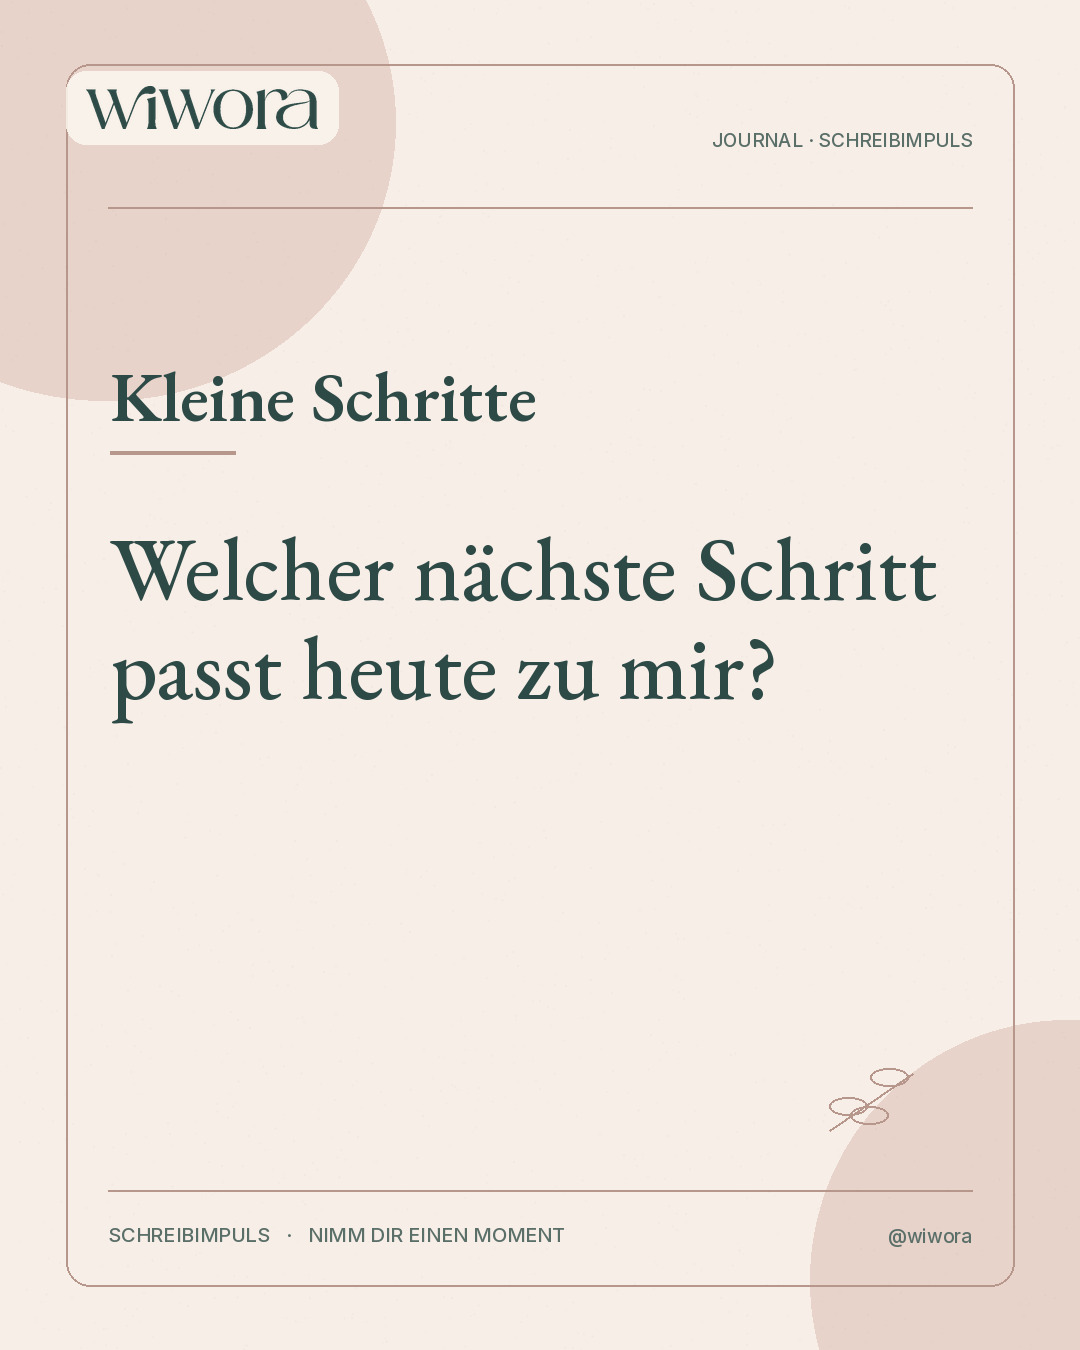 wiwora
JOURNAL · SCHREIBIMPULS
Kleine Schritte
Welcher nächste Schritt
passt heute zu mir?
SCHREIBIMPULS · NIMM DIR EINEN MOMENT
@wiwora